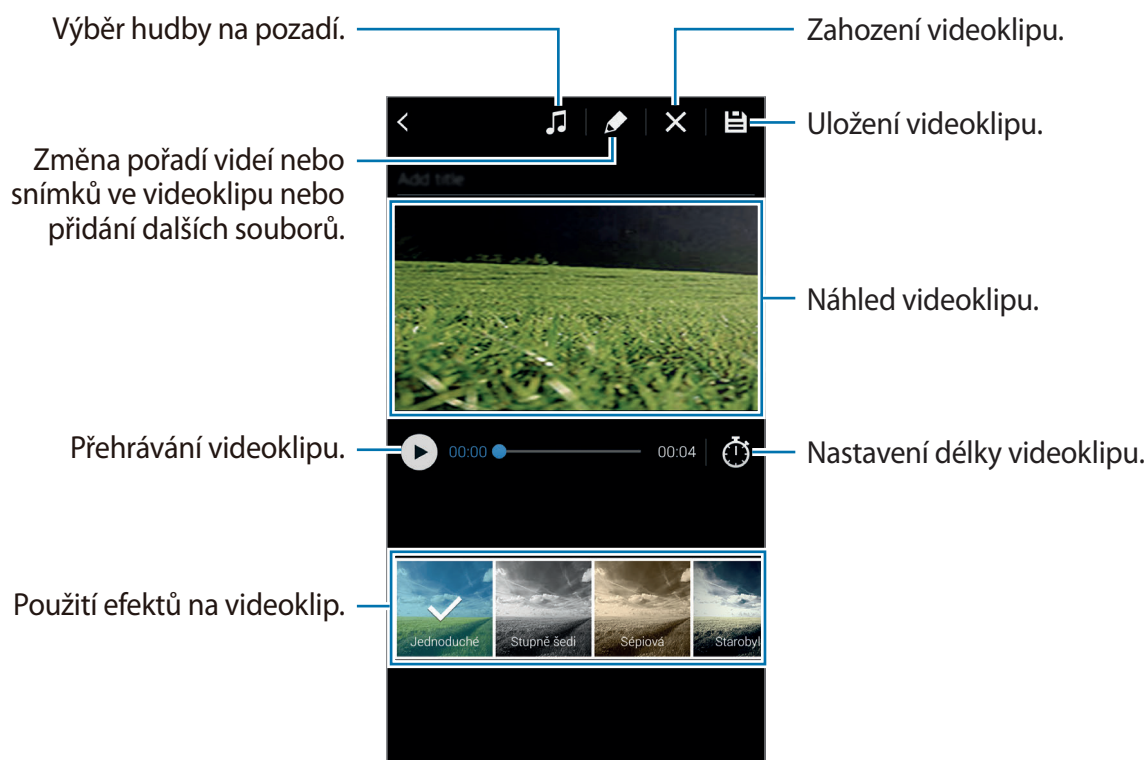 Výběr hudby na pozadí.
Zahození videoklipu.
Uložení videoklipu.
Změna pořadí videí nebo
snímků ve videoklipu nebo
přidání dalších souborů.
Add title
Náhled videoklipu.
Přehrávání videoklipu.
00:00
00:04
Nastavení délky videoklipu.
Použití efektů na videoklip.
Jednoduché
Stupně šedi
Sépiová
Starobyl